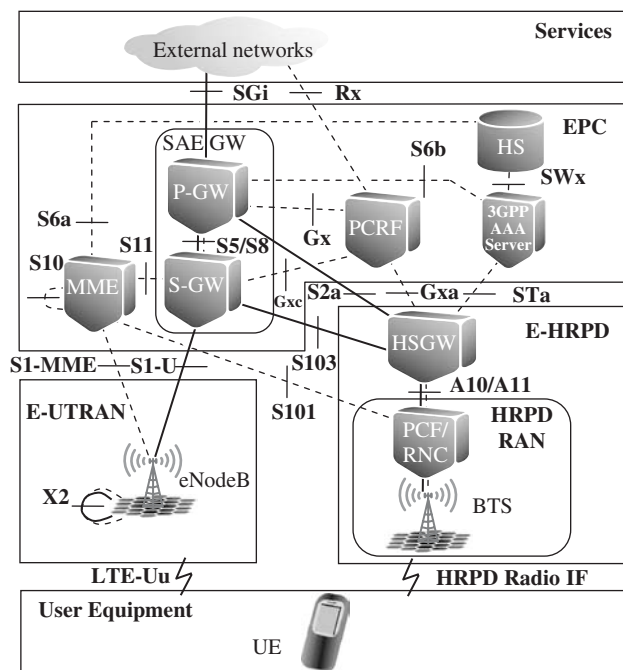 Services
External networks
SGi
Rx
EPC
SAE GW
HS
S6b
SWx
P-GW
PCRF
3GPP
AAA
Server
S6a
Gx
S11
S5/S8
S10
MME
S-GW
Gxc
S2a
Gxa
STa
E-HRPD
HSGW
S1-MME
S1-U
S103
S101
A10/A11
E-UTRAN
HRPD
RAN
PCF/
RNC
eNodeB
X2
BTS
LTE-Uu
HRPD Radio IF
User Equipment
UE